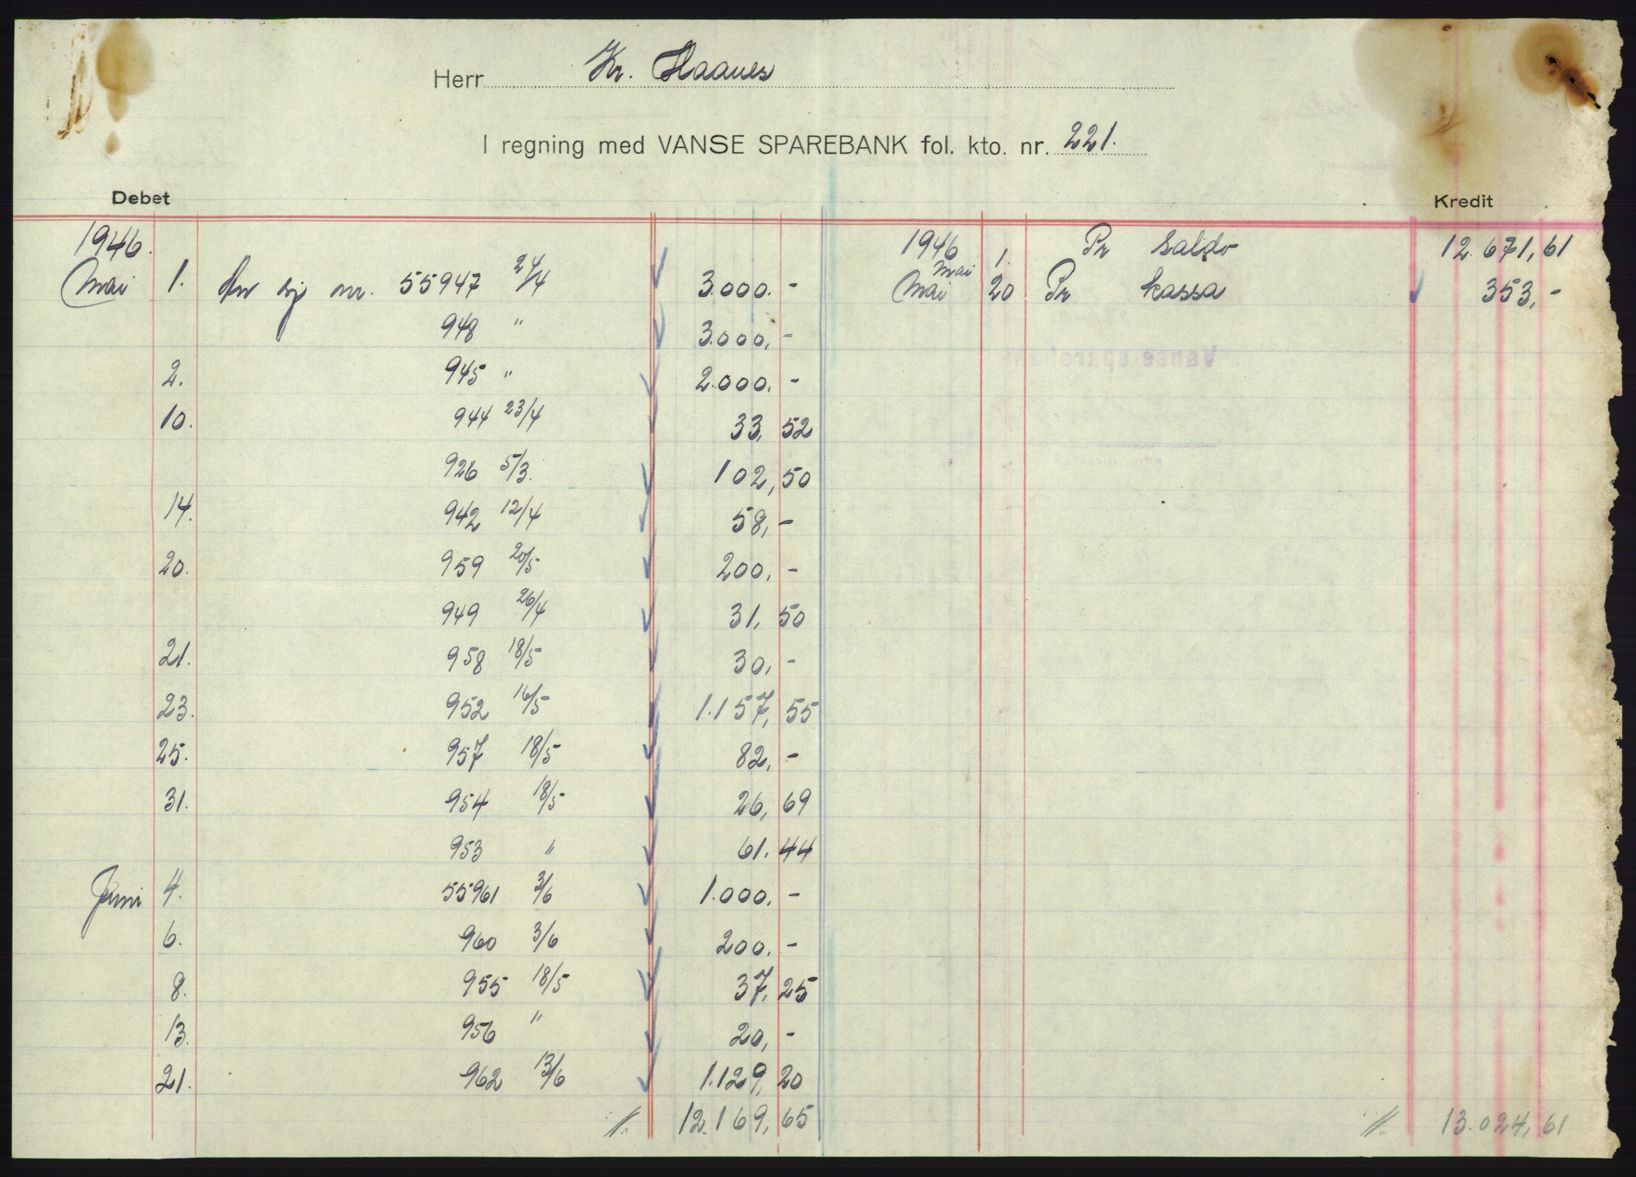 Herr Kr. Haanes
I regning med VANSE SPAREBANK fol. kto. nr. 221.
Debet Kredit
1946. 1946
Mai 1. nr. 55947 24/4 3.000.-
948 " 3.000,-
2. 945 " 2.000.-
10. 944 23/4 33,52
926 5/3. 102,50
14. 942 12/4 58,-
20. 959 20/5 200.-
949 26/4 31,50
21. 958 18/5 30,-
23. 952 16/5 1.157,55
25. 957 18/5 82,-
31. 954 18/5 26,69
953 " 61.44
Juni 4. 55961 3/6 1.000.-
6. 960 3/6 200.-
8. 955 18/5 37,25
13. 956 " 20,-
21. 962 13/6 1.129,20
12.169,65
Mai 1. Pr Saldo 12.671,61
Mai 20 Pr kassa 353,-
13.024,61
Vanse sparebank